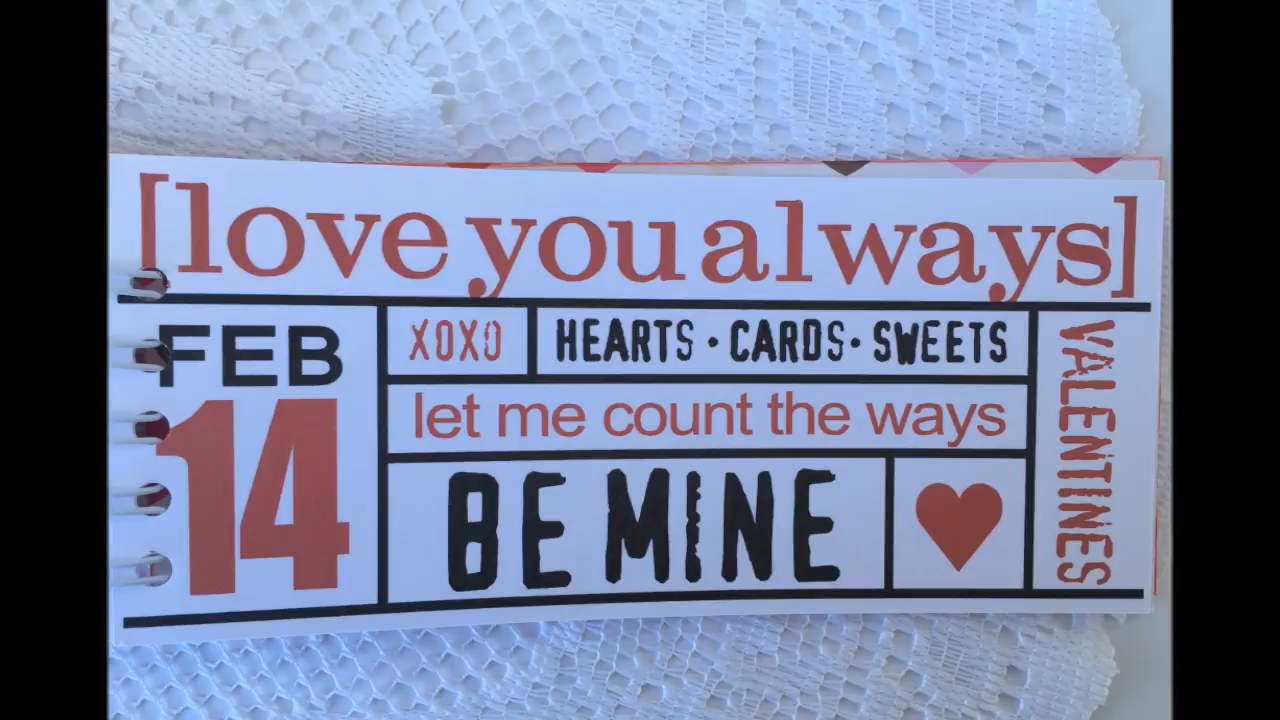 [love you always]
FEB
14
XOXO
HEARTS · CARDS · SWEETS
let me count the ways
BE MINE
VALENTINES